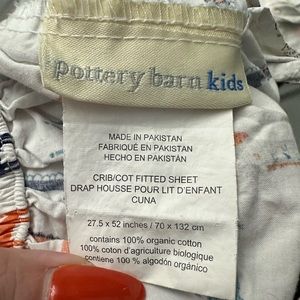 pottery barn kids
MADE IN PAKISTAN
FABRIQUÉ EN PAKISTAN
HECHO EN PAKISTÁN
CRIB/COT FITTED SHEET
DRAP HOUSSE POUR LIT D'ENFANT
CUNA
27.5 x 52 inches / 70 x 132 cm
contains 100% organic cotton
100% coton d'agriculture biologique
contiene 100% algodón orgánico